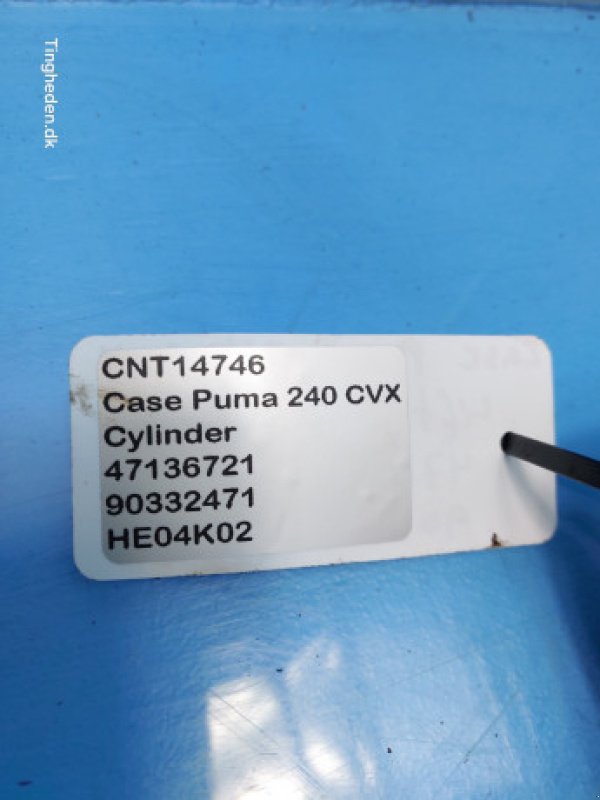 Tingheden.dk
CNT14746
Case Puma 240 CVX
Cylinder
47136721
90332471
HE04K02